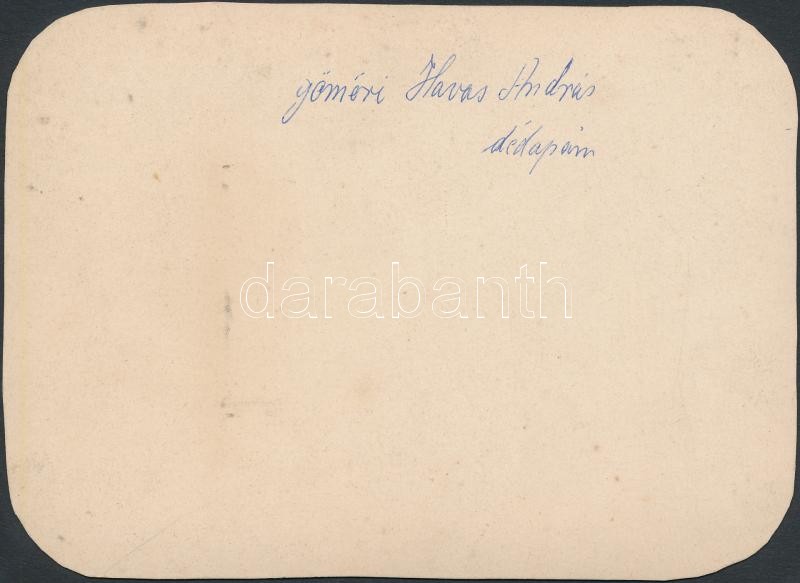 gömöri Havas András
dédapám
darabanth